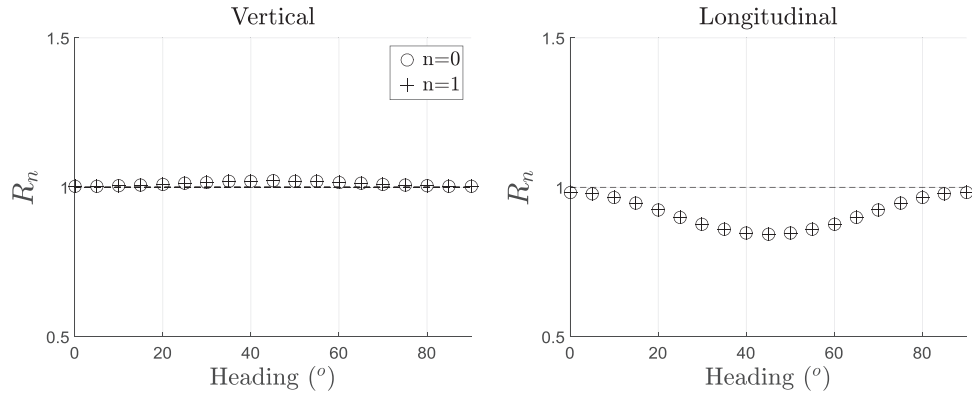 Vertical
1.5
1
0.5
R_n
n=0
n=1
0 20 40 60 80
Heading (^o)
Longitudinal
1.5
1
0.5
R_n
0 20 40 60 80
Heading (^o)